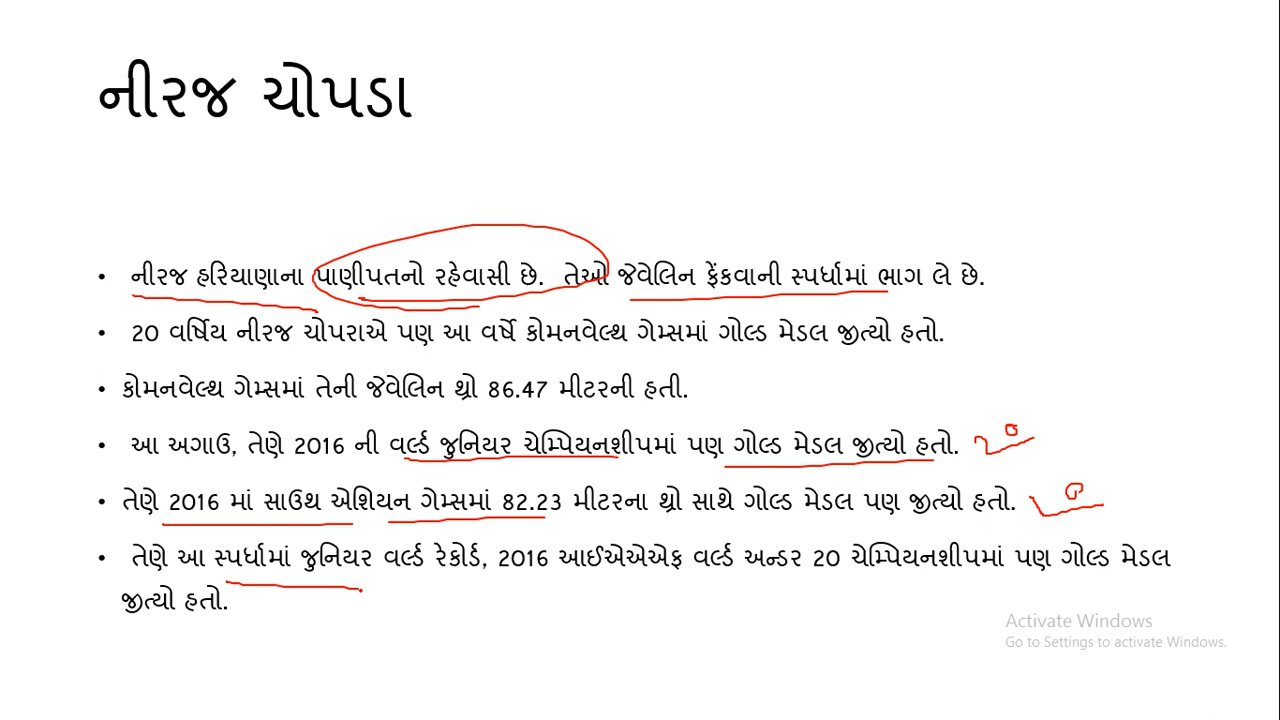 નીરજ ચોપડા
• નીરજ હરિયાણાના પાણીપતનો રહેવાસી છે. તેઓ જેવેલિન ફેંકવાની સ્પર્ધામાં ભાગ લે છે.
• 20 વર્ષિય નીરજ ચોપરાએ પણ આ વર્ષે કોમનવેલ્થ ગેમ્સમાં ગોલ્ડ મેડલ જીત્યો હતો.
• કોમનવેલ્થ ગેમ્સમાં તેની જેવેલિન થ્રો 86.47 મીટરની હતી.
• આ અગાઉ, તેણે 2016 ની વર્લ્ડ જુનિયર ચેમ્પિયનશીપમાં પણ ગોલ્ડ મેડલ જીત્યો હતો.
• તેણે 2016 માં સાઉથ એશિયન ગેમ્સમાં 82.23 મીટરના થ્રો સાથે ગોલ્ડ મેડલ પણ જીત્યો હતો.
• તેણે આ સ્પર્ધામાં જુનિયર વર્લ્ડ રેકોર્ડ, 2016 આઈએએએફ વર્લ્ડ અન્ડર 20 ચેમ્પિયનશીપમાં પણ ગોલ્ડ મેડલ
જીત્યો હતો.
Activate Windows
Go to Settings to activate Windows.